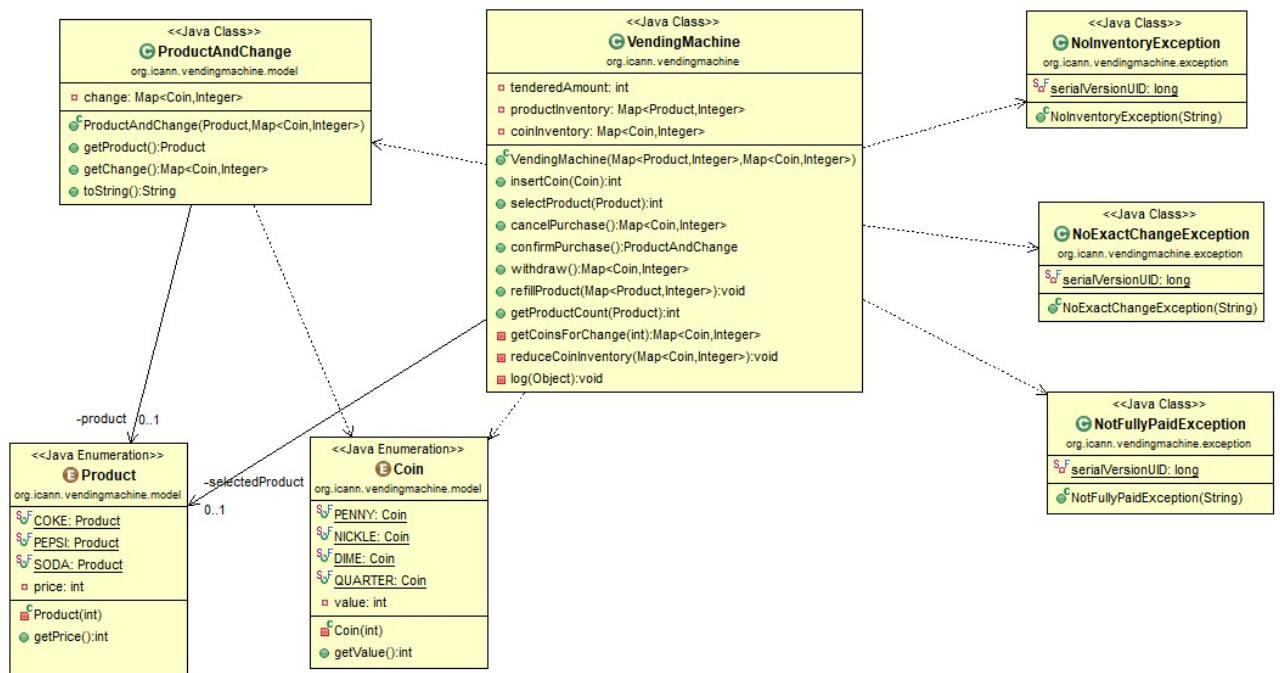 <<Java Class>>
ProductAndChange
org.icann.vendingmachine.model
change: Map<Coin,Integer>
ProductAndChange(Product,Map<Coin,Integer>)
getProduct():Product
getChange():Map<Coin,Integer>
toString():String
<<Java Class>>
VendingMachine
org.icann.vendingmachine
tenderedAmount: int
productInventory: Map<Product,Integer>
coinInventory: Map<Coin,Integer>
VendingMachine(Map<Product,Integer>,Map<Coin,Integer>)
insertCoin(Coin):int
selectProduct(Product):int
cancelPurchase():Map<Coin,Integer>
confirmPurchase():ProductAndChange
withdraw():Map<Coin,Integer>
refillProduct(Map<Product,Integer>):void
getProductCount(Product):int
getCoinsForChange(int):Map<Coin,Integer>
reduceCoinInventory(Map<Coin,Integer>):void
log(Object):void
<<Java Class>>
NoInventoryException
org.icann.vendingmachine.exception
serialVersionUID: long
NoInventoryException(String)
<<Java Class>>
NoExactChangeException
org.icann.vendingmachine.exception
serialVersionUID: long
NoExactChangeException(String)
<<Java Class>>
NotFullyPaidException
org.icann.vendingmachine.exception
serialVersionUID: long
NotFullyPaidException(String)
-product 0..1
<<Java Enumeration>>
Product
org.icann.vendingmachine.model
COKE: Product
PEPSI: Product
SODA: Product
price: int
Product(int)
getPrice():int
-selectedProduct
0..1
<<Java Enumeration>>
Coin
org.icann.vendingmachine.model
PENNY: Coin
NICKLE: Coin
DIME: Coin
QUARTER: Coin
value: int
Coin(int)
getValue():int